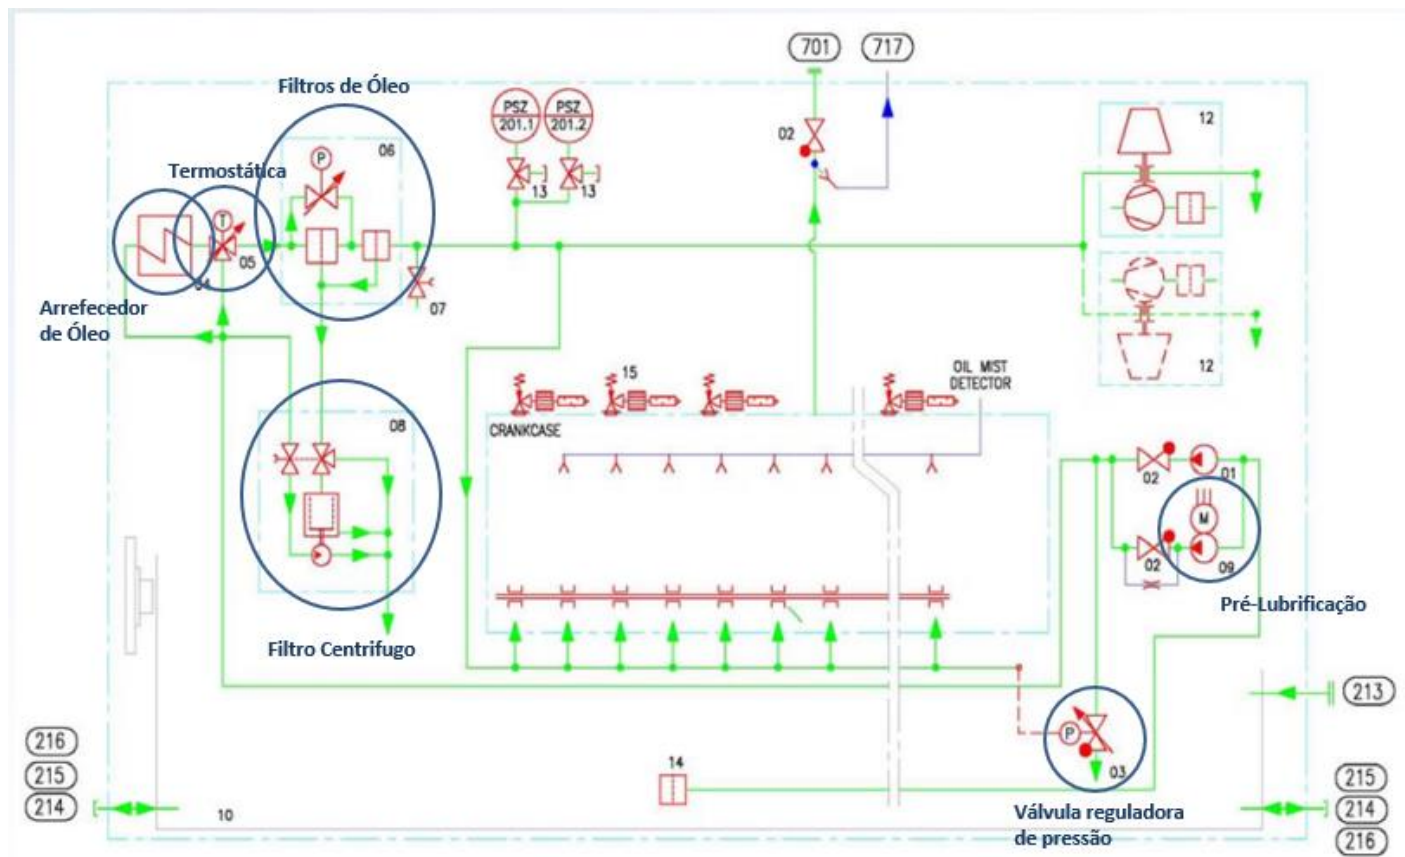 701
717
Filtros de Óleo
PSZ
201.1
PSZ
201.2
02
12
P
06
Termostática
T
13
13
05
04
07
Arrefecedor
de Óleo
12
15
OIL MIST
DETECTOR
08
CRANKCASE
02
01
M
02
09
Pré-Lubrificação
Filtro Centrifugo
213
P
216
14
03
215
215
214
10
Válvula reguladora
de pressão
214
216